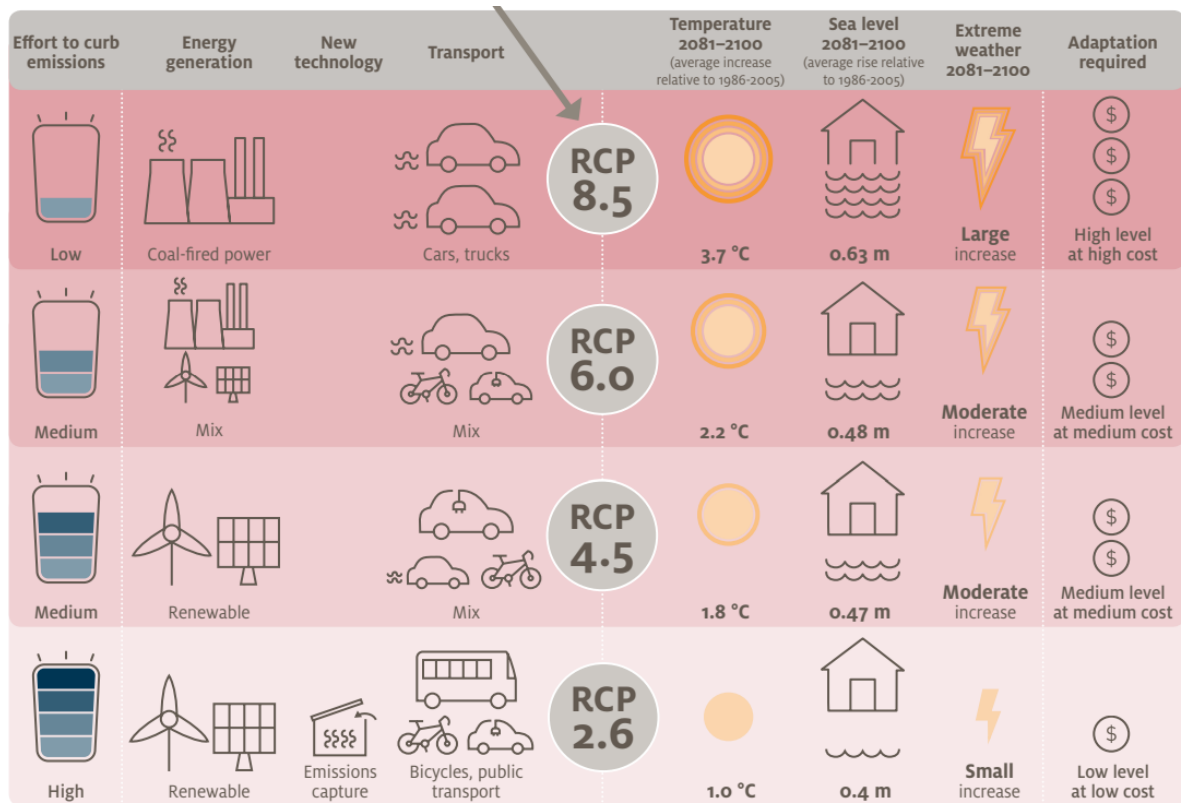 Effort to curb
emissions
Energy
generation
New
technology
Transport
Temperature
2081–2100
(average increase
relative to 1986-2005)
Sea level
2081–2100
(average rise relative
to 1986-2005)
Extreme
weather
2081–2100
Adaptation
required
Low
Coal-fired power
Cars, trucks
RCP
8.5
3.7 °C
0.63 m
Large
increase
$
$
$
High level
at high cost
Medium
Mix
Mix
RCP
6.0
2.2 °C
0.48 m
Moderate
increase
$
$
Medium level
at medium cost
Medium
Renewable
Mix
RCP
4.5
1.8 °C
0.47 m
Moderate
increase
$
$
Medium level
at medium cost
High
Renewable
Emissions
capture
Bicycles, public
transport
RCP
2.6
1.0 °C
0.4 m
Small
increase
$
Low level
at low cost